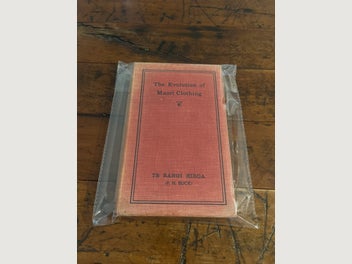 The Evolution of
Maori Clothing
TE RANGI HIROA
(P. H. BUCK)